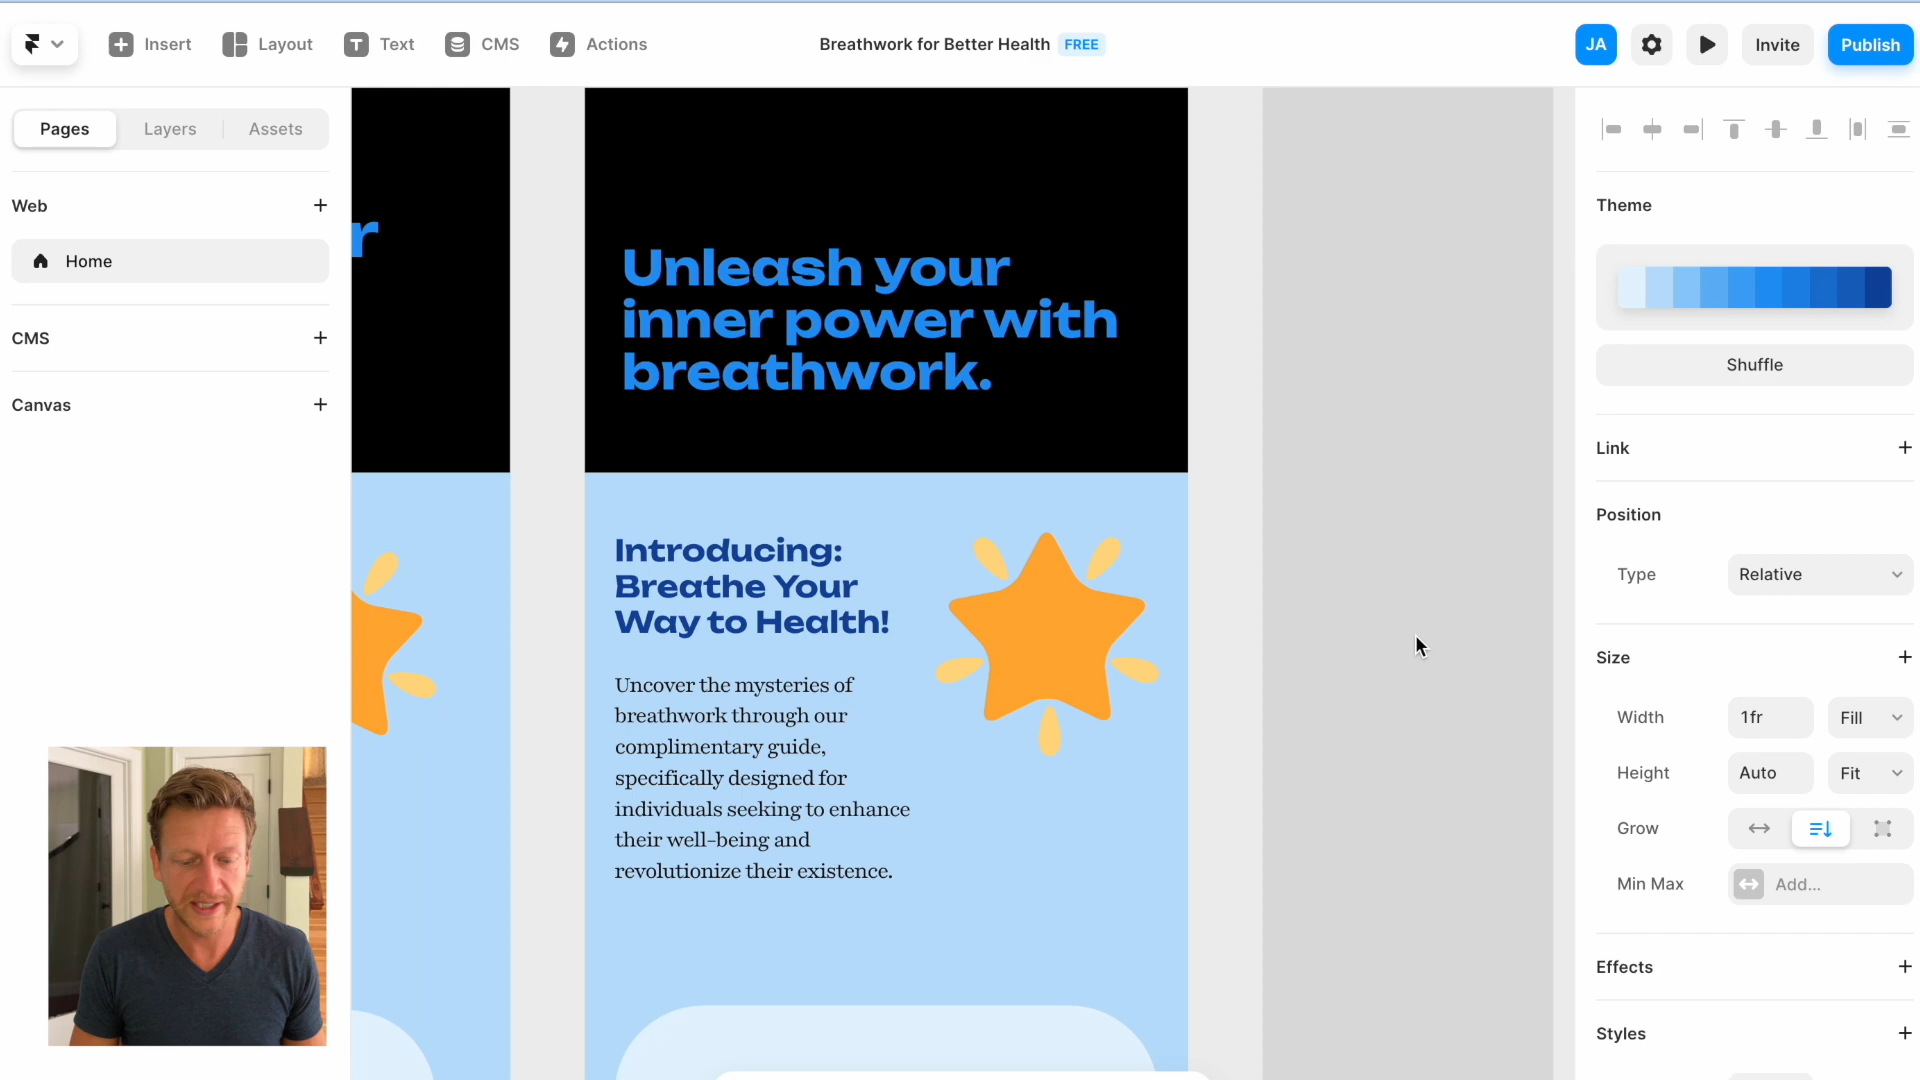 Insert
Layout
Text
CMS
Actions
Breathwork for Better Health FREE
JA
Invite
Publish
Pages
Layers
Assets
Web
Home
CMS
Canvas
r
Unleash your
inner power with
breathwork.
Introducing:
Breathe Your
Way to Health!
Uncover the mysteries of
breathwork through our
complimentary guide,
specifically designed for
individuals seeking to enhance
their well-being and
revolutionize their existence.
Theme
Shuffle
Link
Position
Type Relative
Size
Width 1fr Fill
Height Auto Fit
Grow
Min Max Add...
Effects
Styles